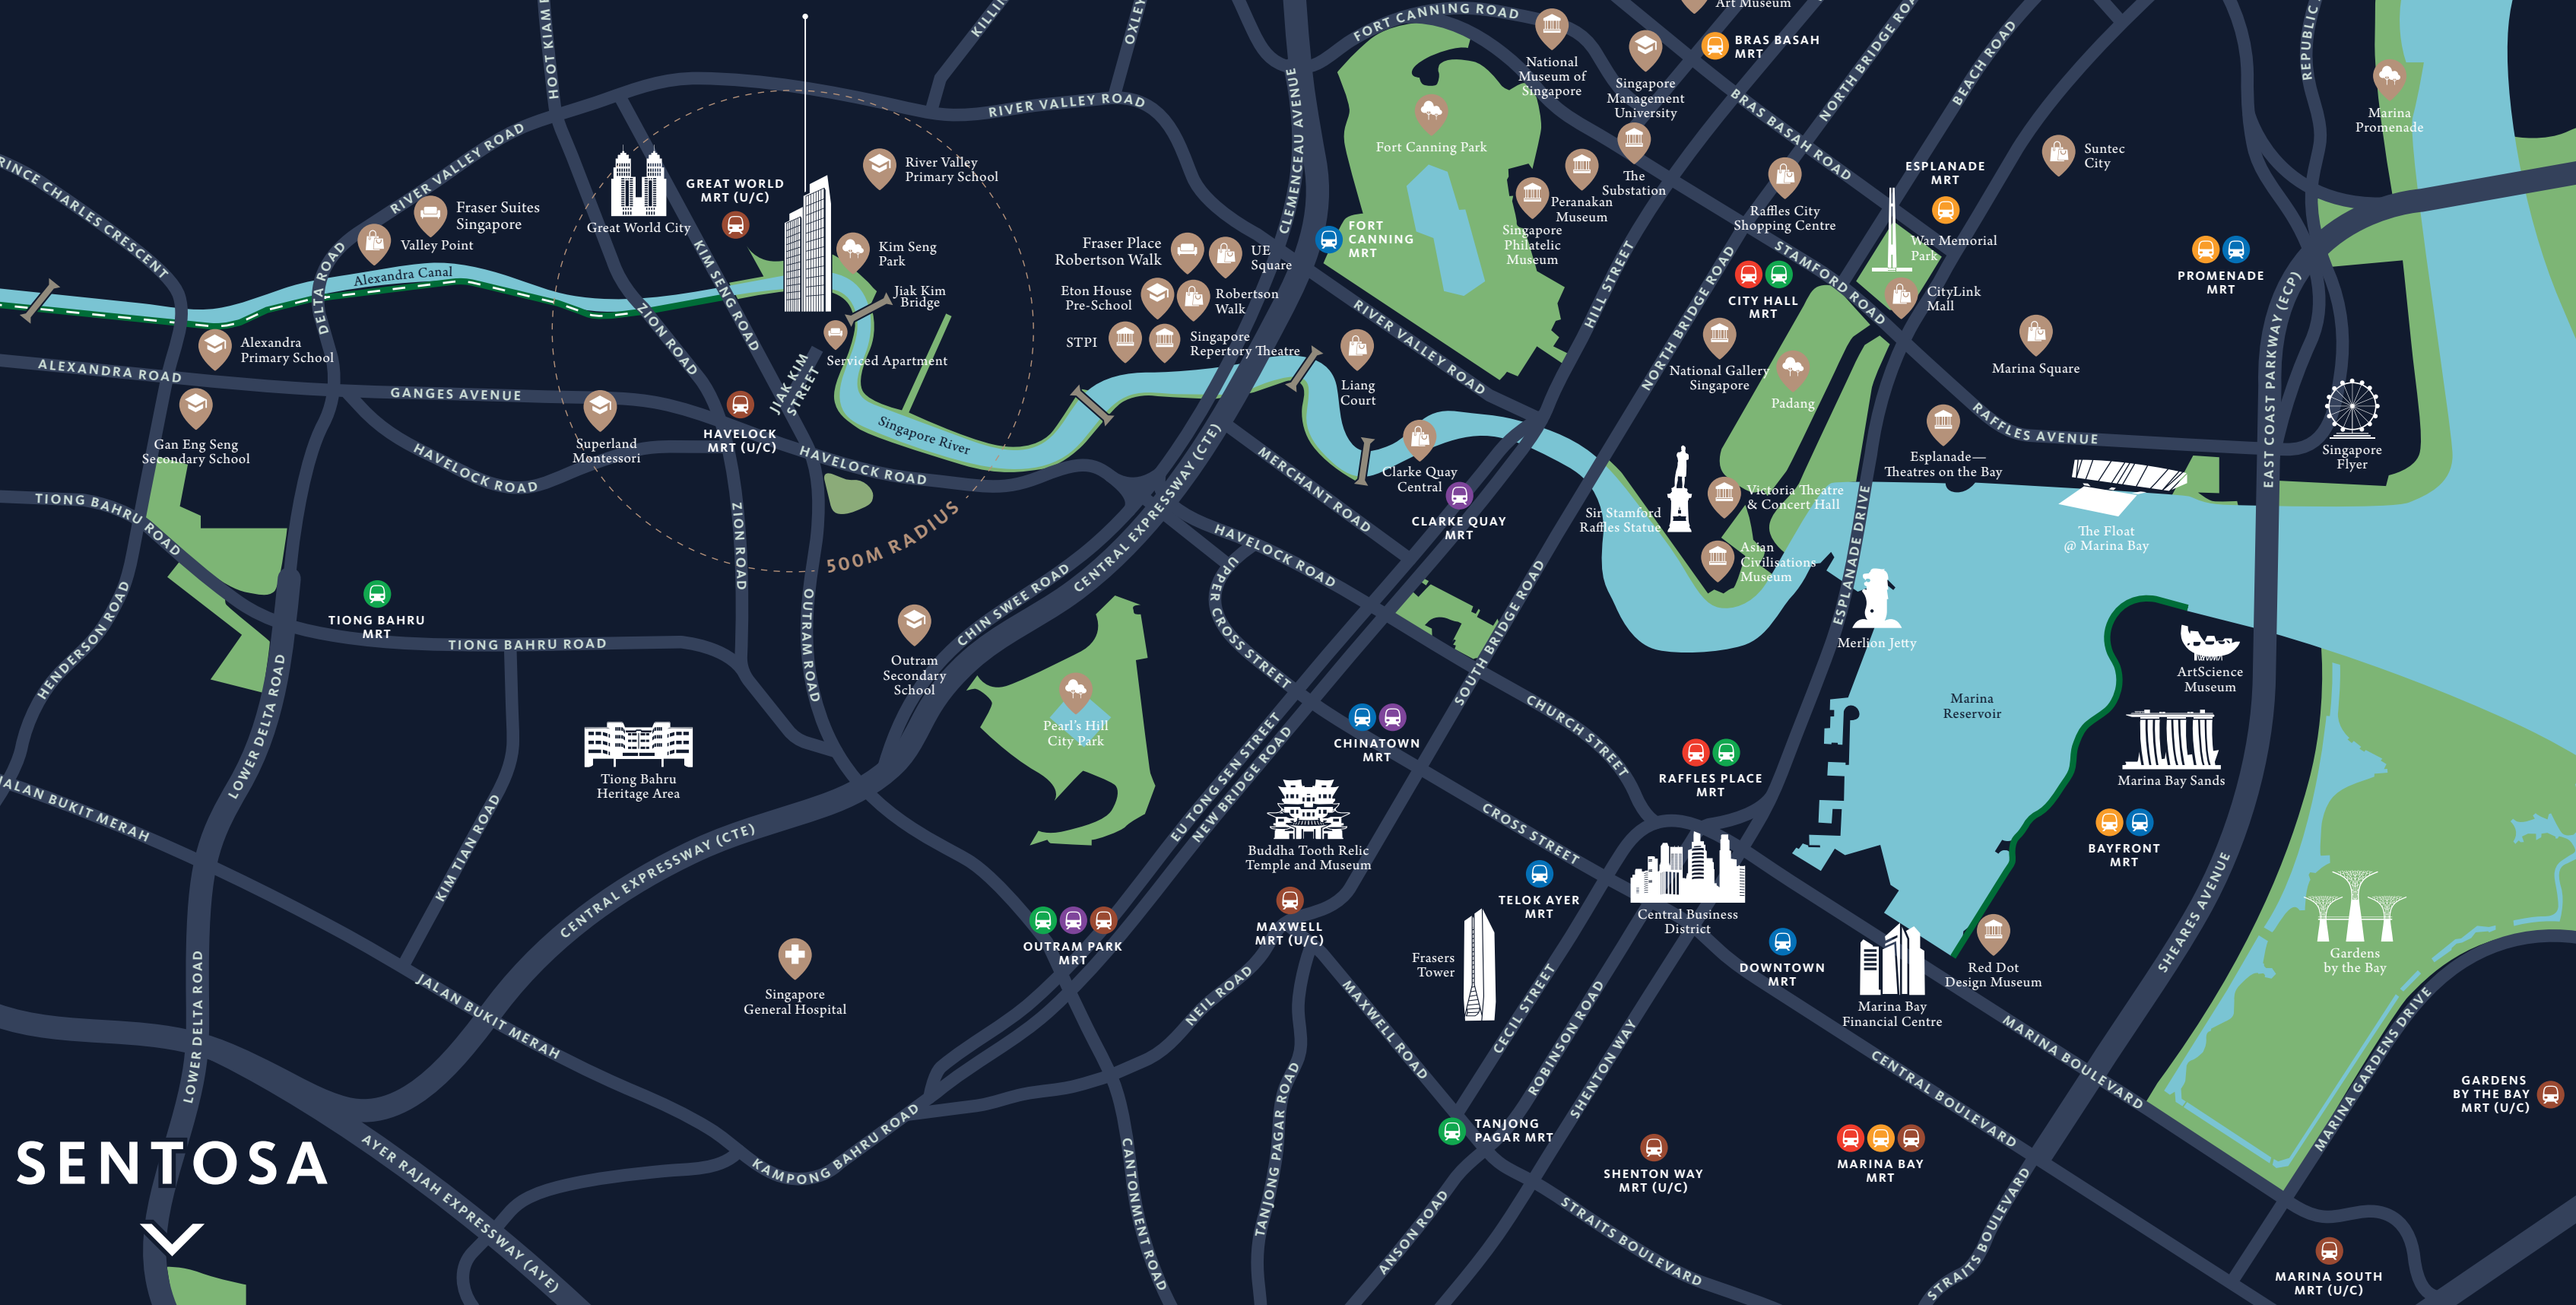 HOOT KIAM R
KILLIN
OXLEY
FORT CANNING ROAD
Art Museum
NORTH BRIDGE ROA
BEACH ROAD
REPUBLIC
BRAS BASAH
MRT
National
Museum of
Singapore
Singapore
Management
University
BRAS BASAH ROAD
Marina
Promenade
RIVER VALLEY ROAD
RIVER VALLEY ROAD
CLEMENCEAU AVENUE
Fort Canning Park
The
Substation
Peranakan
Museum
Singapore
Philatelic
Museum
Raffles City
Shopping Centre
ESPLANADE
MRT
Suntec
City
War Memorial
Park
CityLink
Mall
PROMENADE
MRT
RINCE CHARLES CRESCENT
Fraser Suites
Singapore
Valley Point
Great World City
GREAT WORLD
MRT (U/C)
River Valley
Primary School
Kim Seng
Park
Jiak Kim
Bridge
Fraser Place
Robertson Walk
UE
Square
Eton House
Pre-School
Robertson
Walk
STPI
Singapore
Repertory Theatre
FORT
CANNING
MRT
RIVER VALLEY ROAD
HILL STREET
NORTH BRIDGE ROAD
STAMFORD ROAD
CITY HALL
MRT
National Gallery
Singapore
Padang
Marina Square
EAST COAST PARKWAY (ECP)
Alexandra Canal
DELTA ROAD
ZION ROAD
KIM SENG ROAD
Alexandra
Primary School
ALEXANDRA ROAD
GANGES AVENUE
Serviced Apartment
JIAK KIM
STREET
Liang
Court
Gan Eng Seng
Secondary School
Superland
Montessori
HAVELOCK
MRT (U/C)
HAVELOCK ROAD
HAVELOCK ROAD
Singapore River
Clarke Quay
Central
CLARKE QUAY
MRT
MERCHANT ROAD
Sir Stamford
Raffles Statue
Victoria Theatre
& Concert Hall
Asian
Civilisations
Museum
Esplanade—
Theatres on the Bay
RAFFLES AVENUE
Singapore
Flyer
The Float
@ Marina Bay
TIONG BAHRU ROAD
500M RADIUS
ZION ROAD
OUTRAM ROAD
CENTRAL EXPRESSWAY (CTE)
CHIN SWEE ROAD
HAVELOCK ROAD
UPPER CROSS STREET
SOUTH BRIDGE ROAD
ESPLANADE DRIVE
Merlion Jetty
HENDERSON ROAD
TIONG BAHRU
MRT
TIONG BAHRU ROAD
LOWER DELTA ROAD
Outram
Secondary
School
Pearl's Hill
City Park
CHINATOWN
MRT
CHURCH STREET
RAFFLES PLACE
MRT
Marina
Reservoir
ArtScience
Museum
Marina Bay Sands
BAYFRONT
MRT
JALAN BUKIT MERAH
Tiong Bahru
Heritage Area
KIM TIAN ROAD
CENTRAL EXPRESSWAY (CTE)
EU TONG SEN STREET
NEW BRIDGE ROAD
Buddha Tooth Relic
Temple and Museum
CROSS STREET
TELOK AYER
MRT
Central Business
District
MAXWELL
MRT (U/C)
OUTRAM PARK
MRT
Frasers
Tower
DOWNTOWN
MRT
Marina Bay
Financial Centre
Red Dot
Design Museum
SHEARES AVENUE
Gardens
by the Bay
LOWER DELTA ROAD
JALAN BUKIT MERAH
Singapore
General Hospital
NEIL ROAD
MAXWELL ROAD
CECIL STREET
ROBINSON ROAD
SHENTON WAY
MARINA BOULEVARD
CENTRAL BOULEVARD
MARINA GARDENS DRIVE
GARDENS
BY THE BAY
MRT (U/C)
SENTOSA
AYER RAJAH EXPRESSWAY (AYE)
KAMPONG BAHRU ROAD
CANTONMENT ROAD
TANJONG PAGAR ROAD
TANJONG
PAGAR MRT
ANSON ROAD
SHENTON WAY
MRT (U/C)
STRAITS BOULEVARD
MARINA BAY
MRT
STRAITS BOULEVARD
MARINA SOUTH
MRT (U/C)